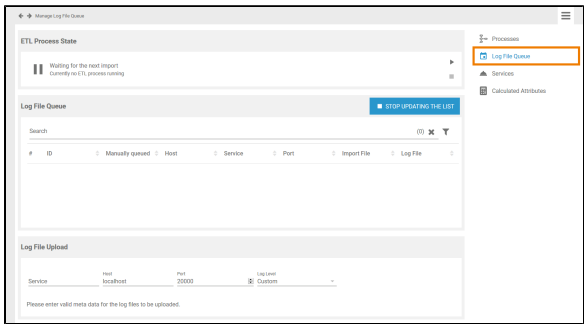 Manage Log File Queue
ETL Process State
Waiting for the next import
Currently no ETL process running
Log File Queue
STOP UPDATING THE LIST
Search
(0)
# ID Manually queued Host Service Port Import File Log File
Log File Upload
Service
Host
localhost
Port
20000
Log Level
Custom
Please enter valid meta data for the log files to be uploaded.
Processes
Log File Queue
Services
Calculated Attributes